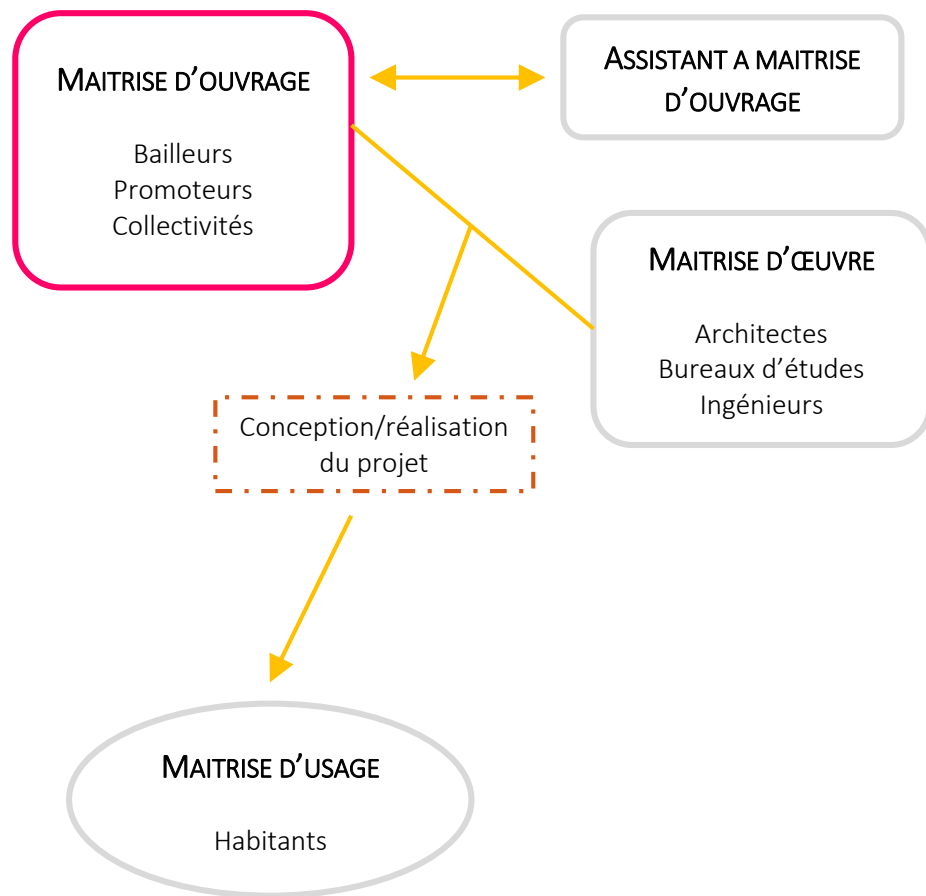 MAITRISE D’OUVRAGE
Bailleurs
Promoteurs
Collectivités
ASSISTANT A MAITRISE
D’OUVRAGE
MAITRISE D’ŒUVRE
Architectes
Bureaux d’études
Ingénieurs
Conception/réalisation
du projet
MAITRISE D’USAGE
Habitants